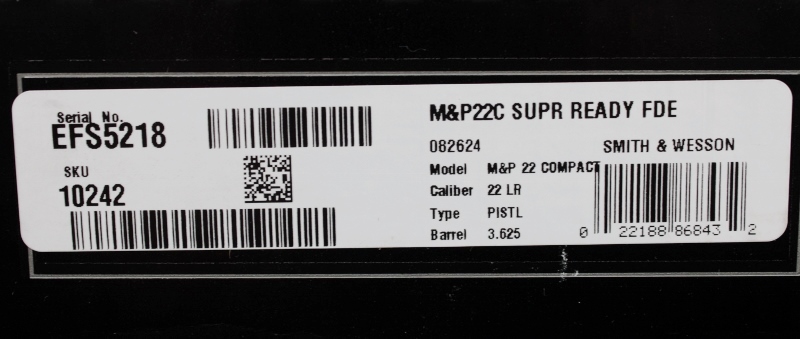 Serial No.
EFS5218
SKU
10242
M&P22C SUPR READY FDE
082624
SMITH & WESSON
Model M&P 22 COMPACT
Caliber 22 LR
Type PISTL
Barrel 3.625
0 22188 86843 2